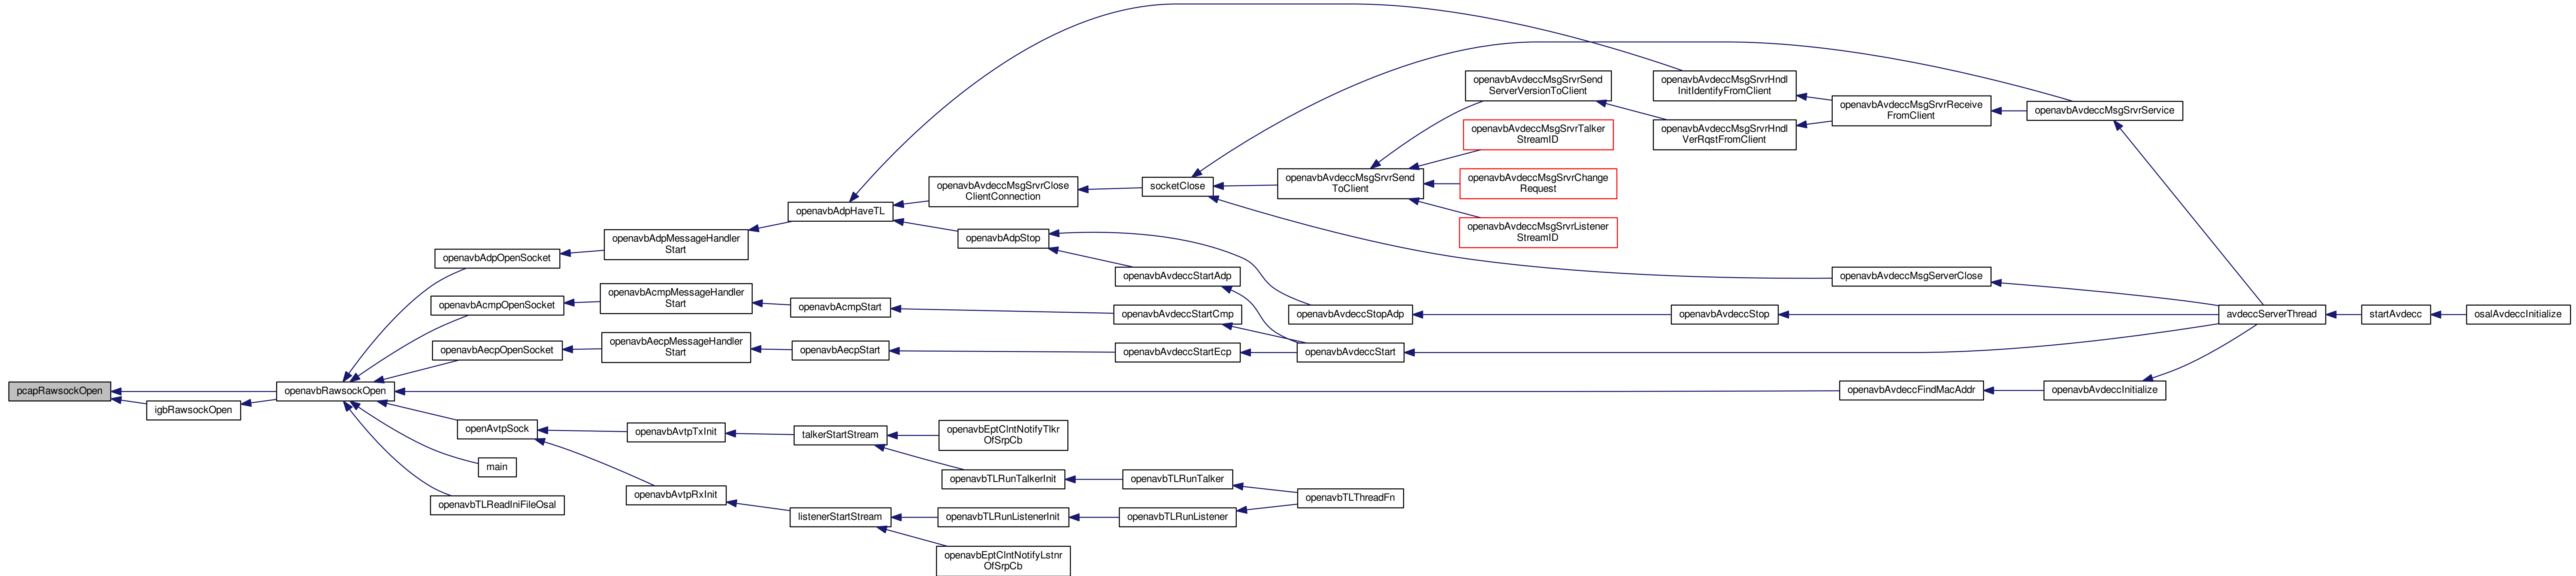 pcapRawsockOpen
igbRawsockOpen
openavbRawsockOpen
openavbAdpOpenSocket
openavbAcmpOpenSocket
openavbAecpOpenSocket
openAvtpSock
main
openavbTLReadIniFileOsal
openavbAdpMessageHandler
Start
openavbAcmpMessageHandler
Start
openavbAecpMessageHandler
Start
openavbAvtpTxInit
openavbAvtpRxInit
openavbAdpHaveTL
openavbAcmpStart
openavbAecpStart
talkerStartStream
listenerStartStream
openavbAvdeccMsgSrvrClose
ClientConnection
openavbAdpStop
openavbEptClntNotifyTlkr
OfSrpCb
openavbTLRunTalkerInit
openavbTLRunListenerInit
openavbEptClntNotifyLstnr
OfSrpCb
socketClose
openavbAvdeccStartAdp
openavbAvdeccStartCmp
openavbAvdeccStartEcp
openavbTLRunTalker
openavbTLRunListener
openavbAvdeccMsgSrvrSend
ToClient
openavbAvdeccStopAdp
openavbAvdeccStart
openavbTLThreadFn
openavbAvdeccMsgSrvrSend
ServerVersionToClient
openavbAvdeccMsgSrvrTalker
StreamID
openavbAvdeccMsgSrvrChange
Request
openavbAvdeccMsgSrvrListener
StreamID
openavbAvdeccMsgSrvrHndl
InitIdentifyFromClient
openavbAvdeccMsgSrvrHndl
VerRqstFromClient
openavbAvdeccStop
openavbAvdeccMsgSrvrReceive
FromClient
openavbAvdeccMsgServerClose
openavbAvdeccFindMacAddr
openavbAvdeccMsgSrvrService
openavbAvdeccInitialize
avdeccServerThread
startAvdecc
osalAvdeccInitialize